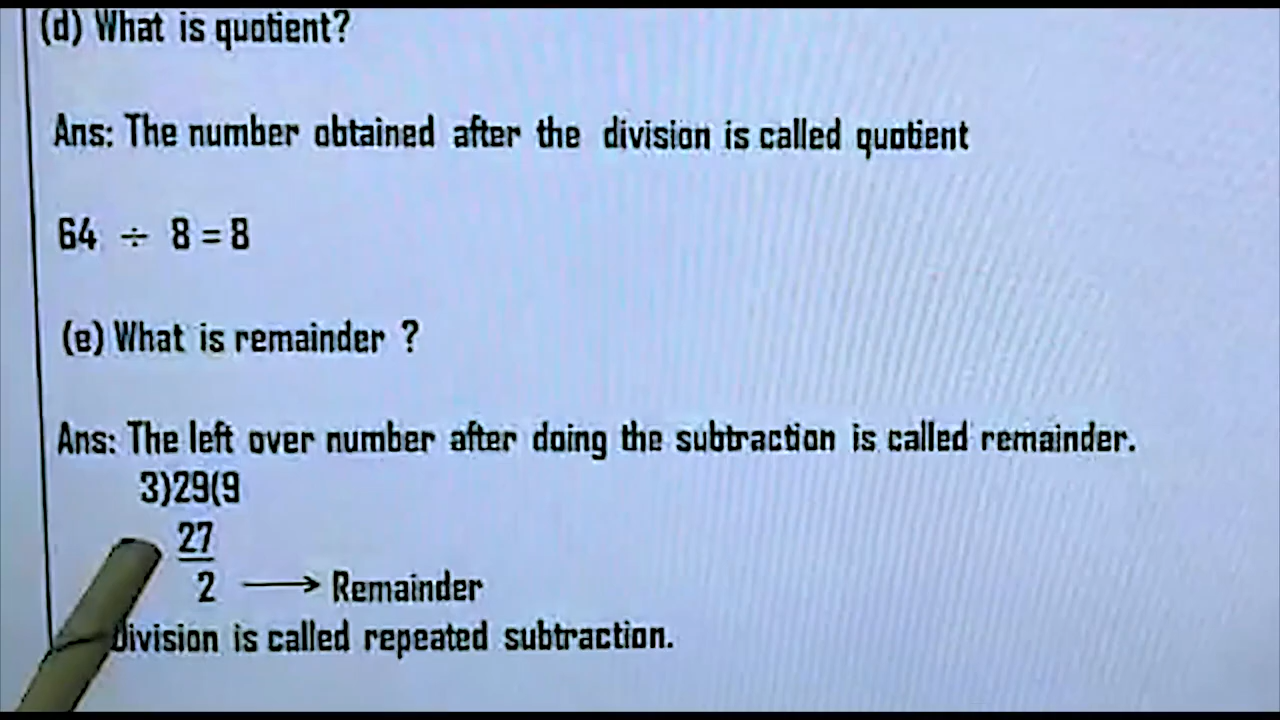 (d) What is quotient?
Ans: The number obtained after the division is called quotient
64 ÷ 8 = 8
(e) What is remainder ?
Ans: The left over number after doing the subtraction is called remainder.
3)29(9
27
2 ⟶ Remainder
Division is called repeated subtraction.